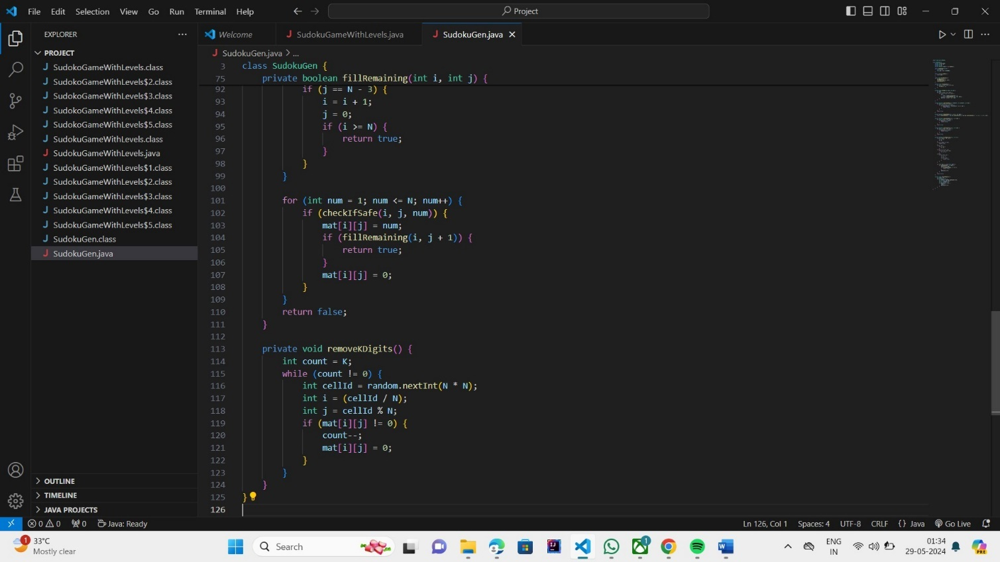 File Edit Selection View Go Run Terminal Help
Project
EXPLORER
Welcome
SudokuGameWithLevels.java
SudokuGen.java
PROJECT
SudokoGameWithLevels.class
SudokuGameWithLevels$2.class
SudokoGameWithLevels$3.class
SudokoGameWithLevels$4.class
SudokoGameWithLevels$5.class
SudokuGameWithLevels.class
SudokuGameWithLevels.java
SudokuGameWithLevels$1.class
SudokuGameWithLevels$2.class
SudokuGameWithLevels$3.class
SudokuGameWithLevels$4.class
SudokuGameWithLevels$5.class
SudokuGen.class
SudokuGen.java
OUTLINE
TIMELINE
JAVA PROJECTS
SudokuGen.java > ...
3 class SudokuGen {
75 private boolean fillRemaining(int i, int j) {
92 if (j == N - 3) {
93 i = i + 1;
94 j = 0;
95 if (i >= N) {
96 return true;
97 }
98 }
99 }
100
101 for (int num = 1; num <= N; num++) {
102 if (checkIfSafe(i, j, num)) {
103 mat[i][j] = num;
104 if (fillRemaining(i, j + 1)) {
105 return true;
106 }
107 mat[i][j] = 0;
108 }
109 }
110 return false;
111 }
112
113 private void removeKDigits() {
114 int count = K;
115 while (count != 0) {
116 int cellId = random.nextInt(N * N);
117 int i = (cellId / N);
118 int j = cellId % N;
119 if (mat[i][j] != 0) {
120 count--;
121 mat[i][j] = 0;
122 }
123 }
124 }
125 }
126
0 0 0 Java: Ready
Ln 126, Col 1 Spaces: 4 UTF-8 CRLF {} Java Go Live
1
33°C
Mostly clear
Search
1
ENG
IN
01:34
29-05-2024
PRE